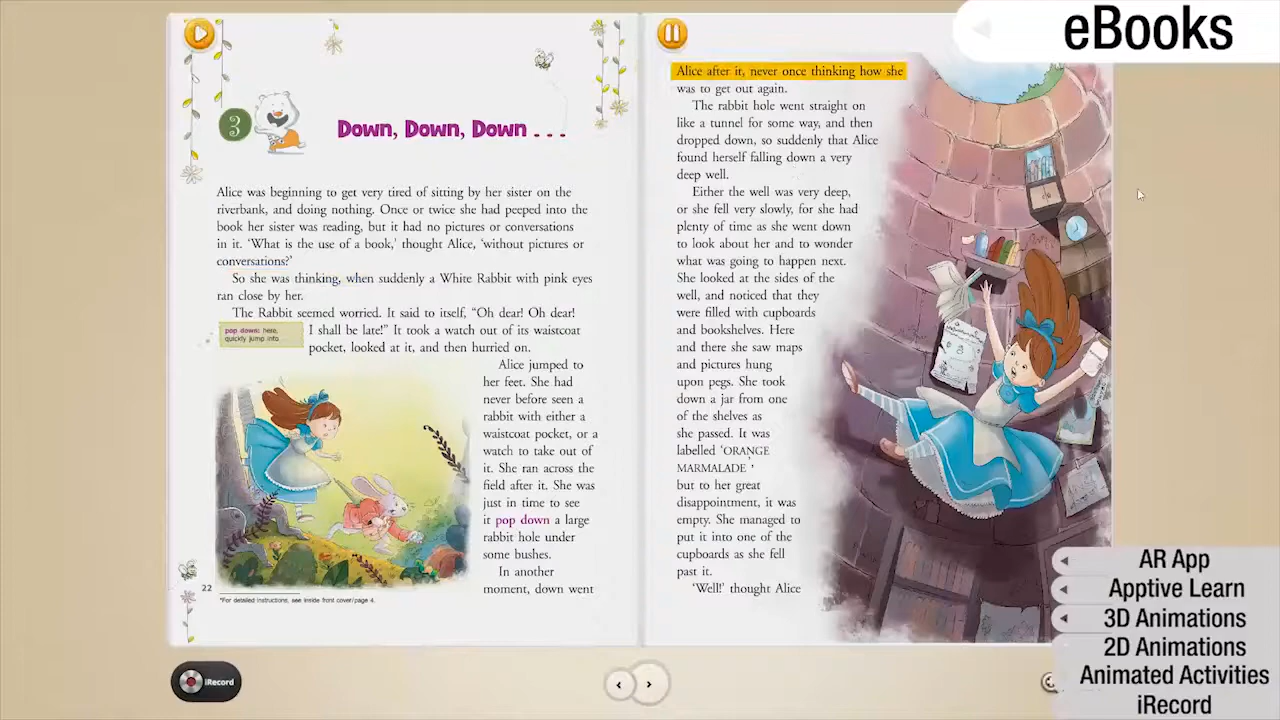 eBooks
3
Down, Down, Down . . .
Alice was beginning to get very tired of sitting by her sister on the
riverbank, and doing nothing. Once or twice she had peeped into the
book her sister was reading, but it had no pictures or conversations
in it. ‘What is the use of a book,’ thought Alice, ‘without pictures or
conversations?’
So she was thinking, when suddenly a White Rabbit with pink eyes
ran close by her.
The Rabbit seemed worried. It said to itself, “Oh dear! Oh dear!
I shall be late!” It took a watch out of its waistcoat
pocket, looked at it, and then hurried on.
pop down: here,
quickly jump into
Alice jumped to
her feet. She had
never before seen a
rabbit with either a
waistcoat pocket, or a
watch to take out of
it. She ran across the
field after it. She was
just in time to see
it pop down a large
rabbit hole under
some bushes.
In another
moment, down went
22
*For detailed instructions, see inside front cover/page 4.
Alice after it, never once thinking how she
was to get out again.
The rabbit hole went straight on
like a tunnel for some way, and then
dropped down, so suddenly that Alice
found herself falling down a very
deep well.
Either the well was very deep,
or she fell very slowly, for she had
plenty of time as she went down
to look about her and to wonder
what was going to happen next.
She looked at the sides of the
well, and noticed that they
were filled with cupboards
and bookshelves. Here
and there she saw maps
and pictures hung
upon pegs. She took
down a jar from one
of the shelves as
she passed. It was
labelled ‘ORANGE
MARMALADE’
but to her great
disappointment, it was
empty. She managed to
put it into one of the
cupboards as she fell
past it.
‘Well!’ thought Alice
iRecord
AR App
Apptive Learn
3D Animations
2D Animations
Animated Activities
iRecord